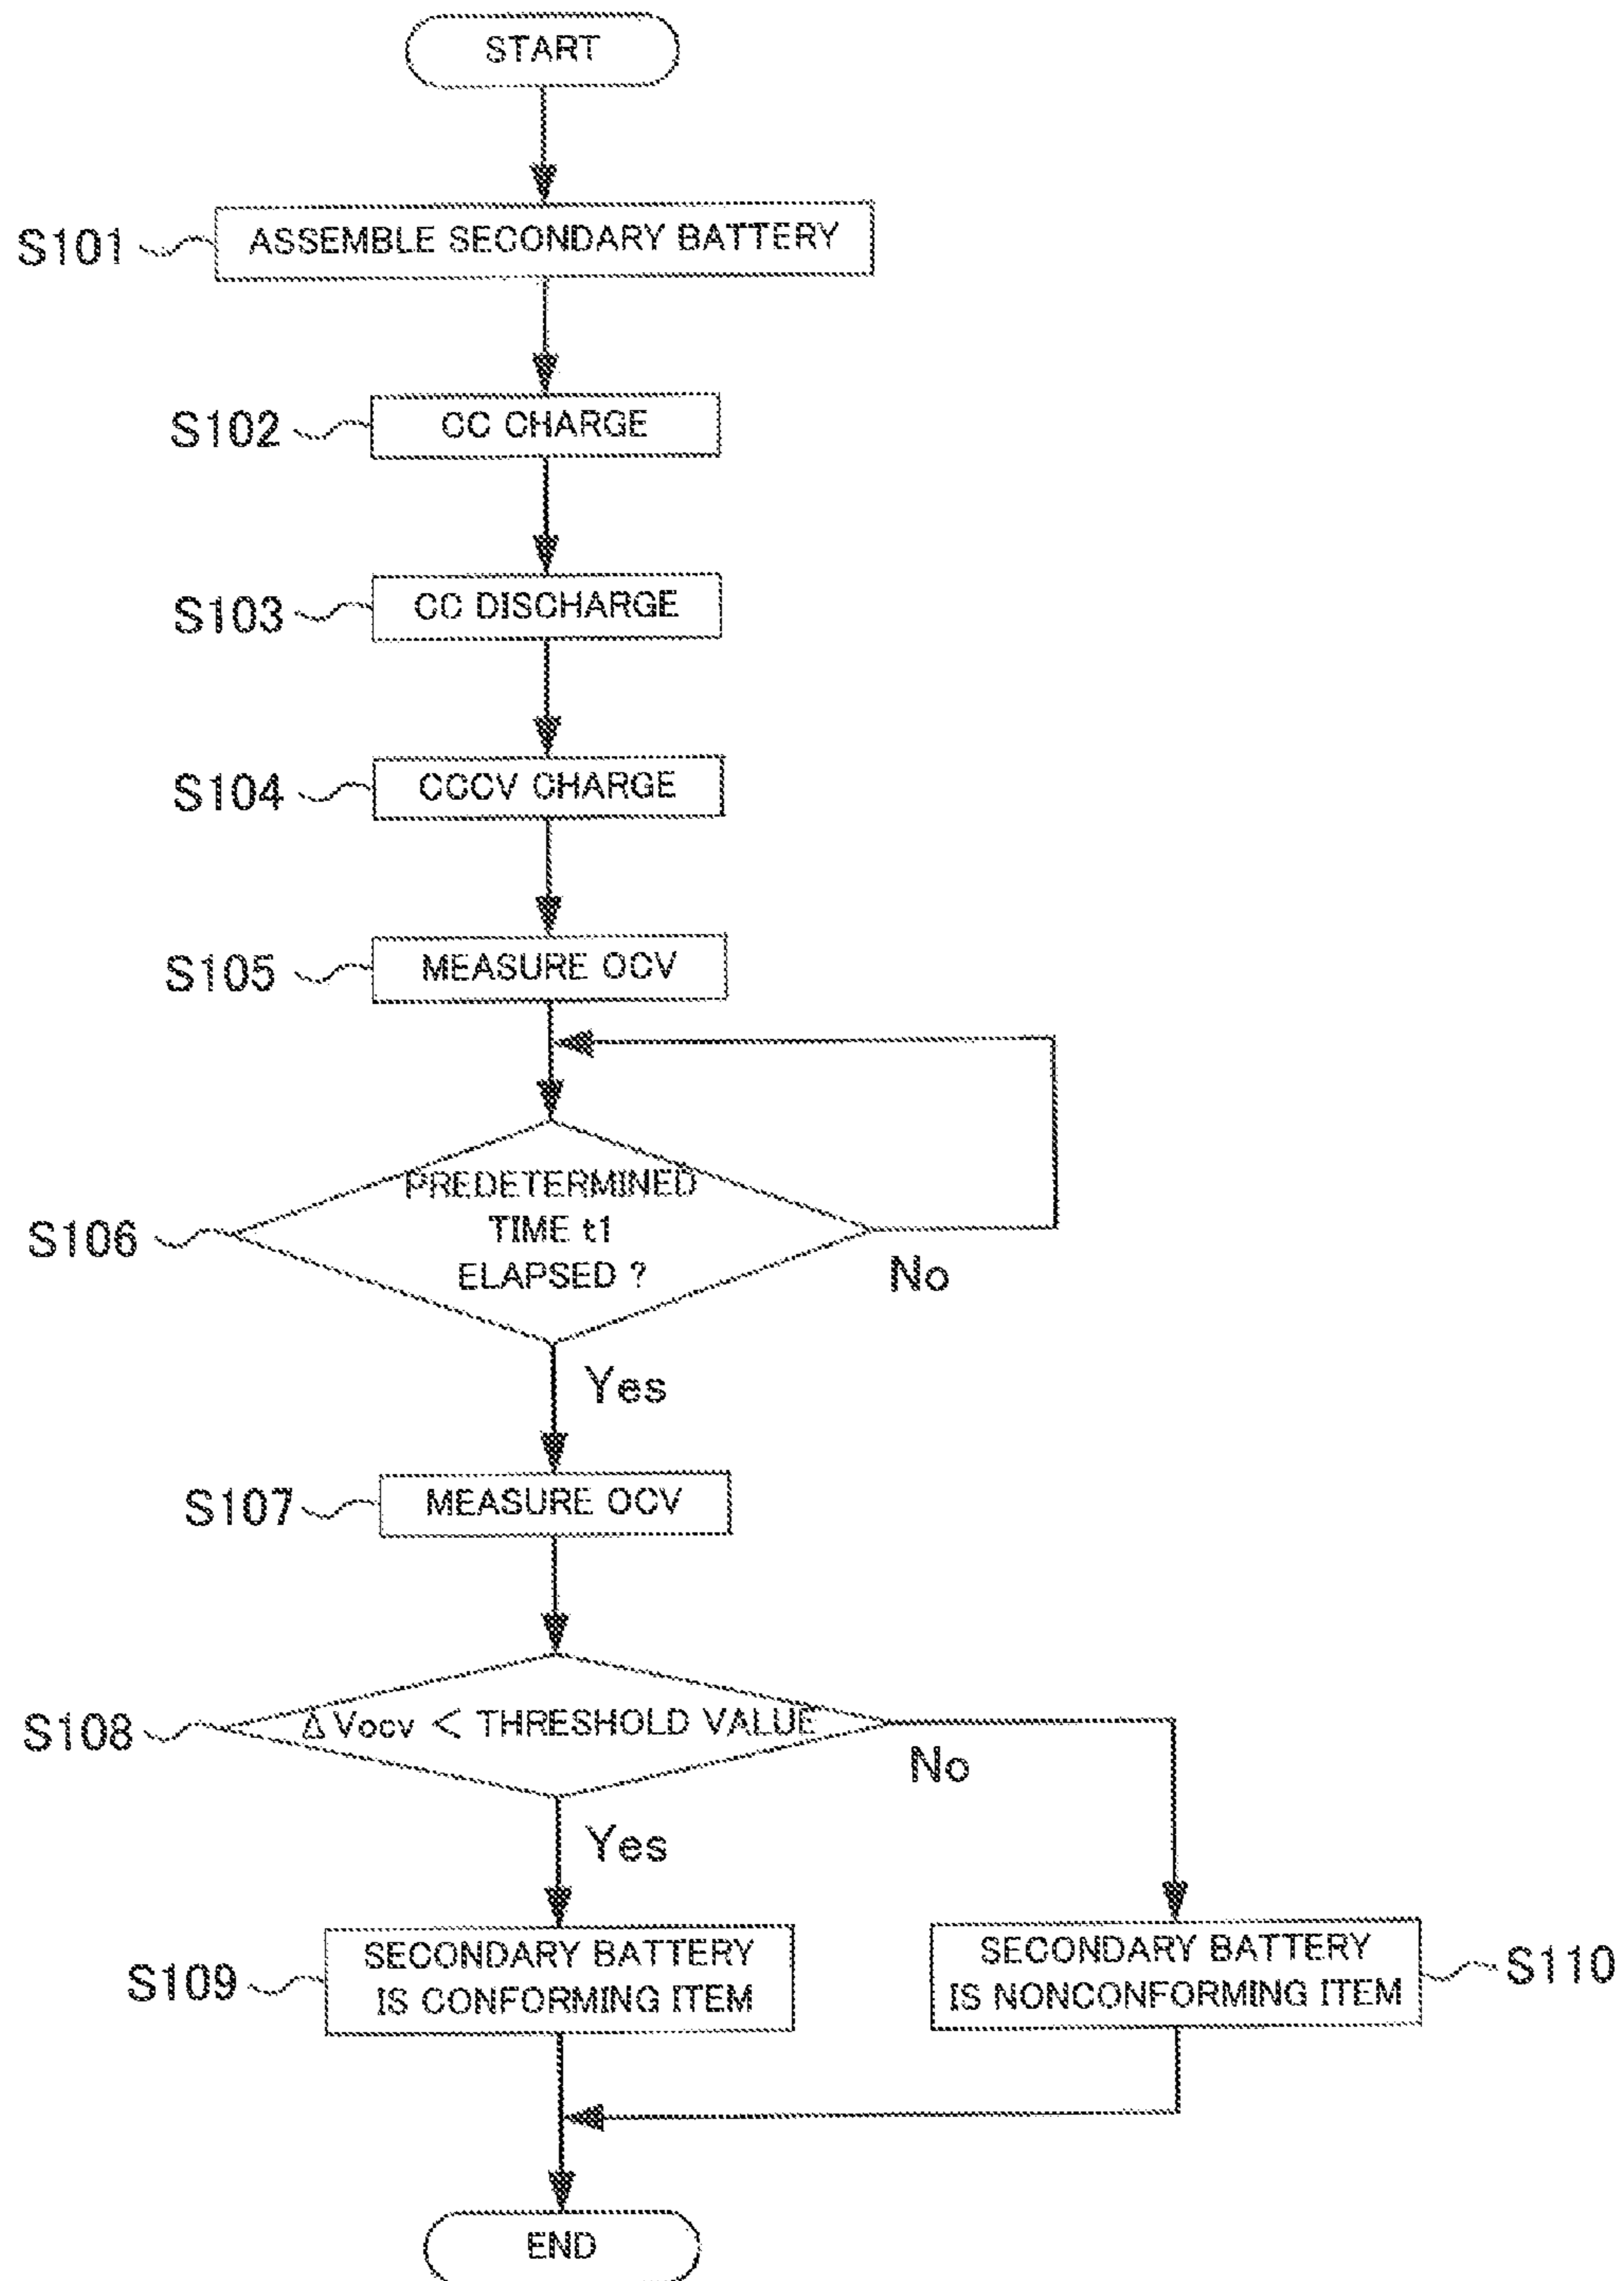 START
S101
ASSEMBLE SECONDARY BATTERY
S102
CC CHARGE
S103
CC DISCHARGE
S104
CCCV CHARGE
S105
MEASURE OCV
S106
PREDETERMINED
TIME t1
ELAPSED ?
No
Yes
S107
MEASURE OCV
S108
Δ Vocv < THRESHOLD VALUE
No
Yes
S109
SECONDARY BATTERY
IS CONFORMING ITEM
SECONDARY BATTERY
IS NONCONFORMING ITEM
S110
END